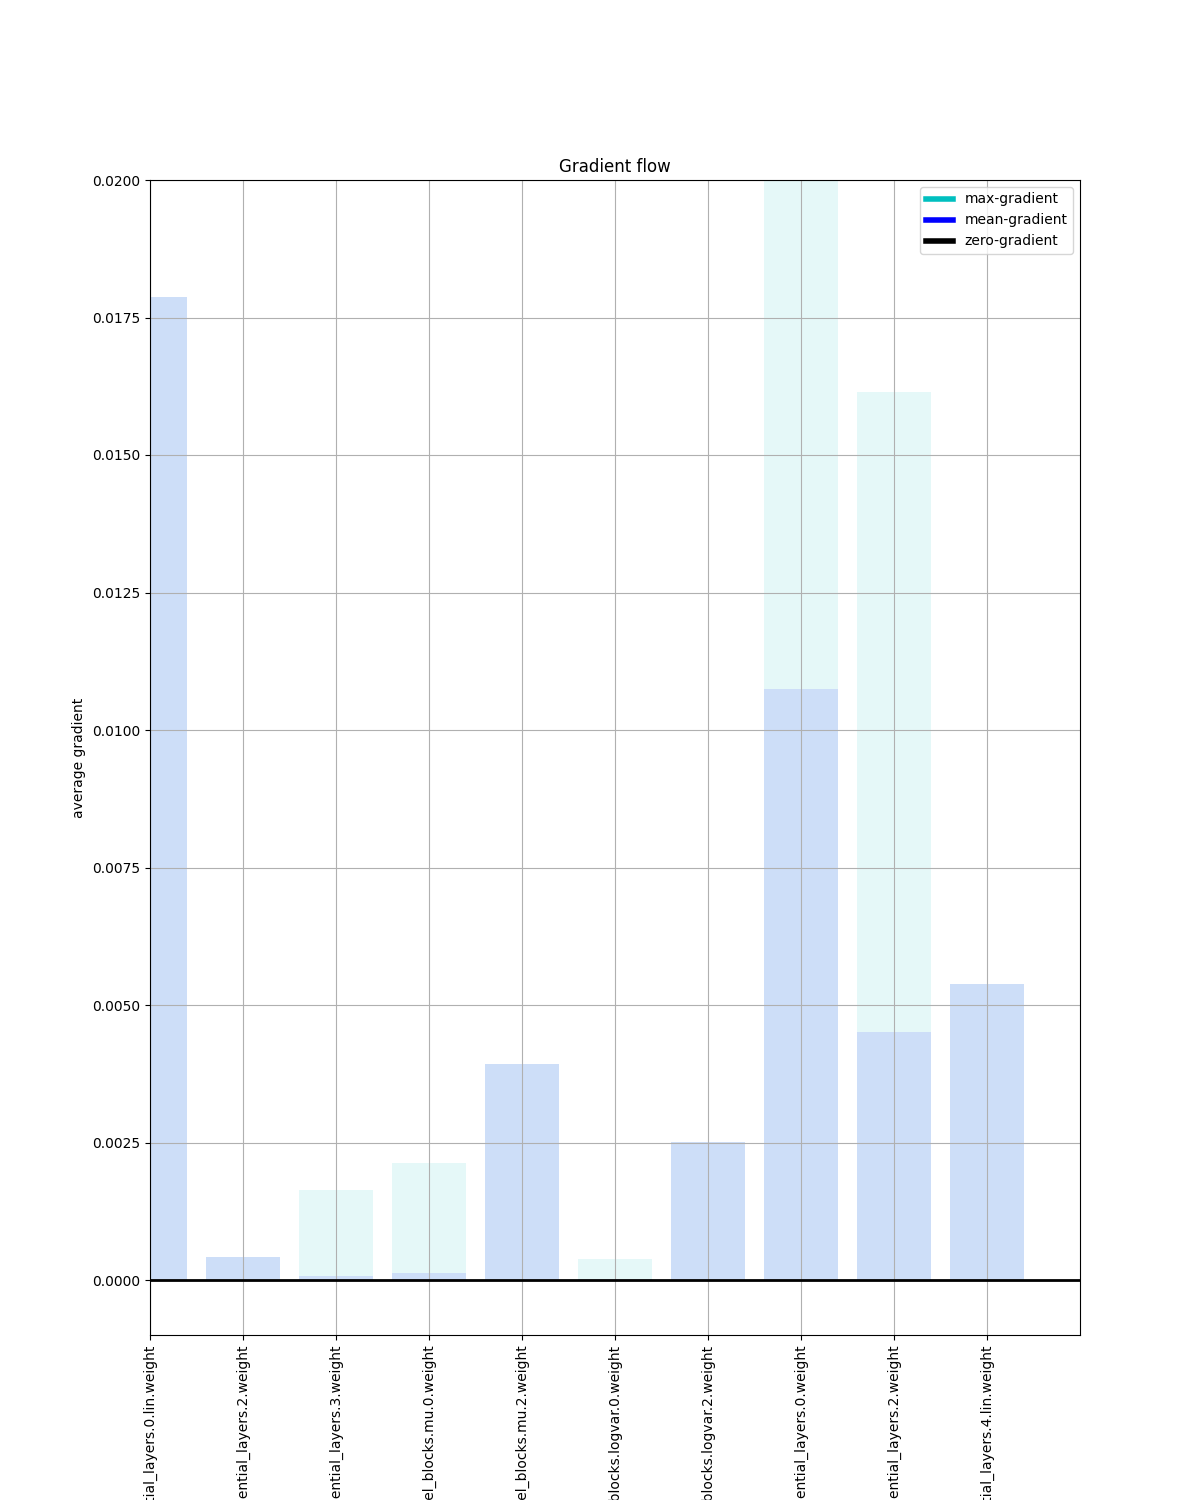 Gradient flow
max-gradient
mean-gradient
zero-gradient
0.0200
0.0175
0.0150
0.0125
0.0100
0.0075
0.0050
0.0025
0.0000
average gradient
tial_layers.0.lin.weight
ential_layers.2.weight
ential_layers.3.weight
el_blocks.mu.0.weight
el_blocks.mu.2.weight
blocks.logvar.0.weight
blocks.logvar.2.weight
ential_layers.0.weight
ential_layers.2.weight
tial_layers.4.lin.weight